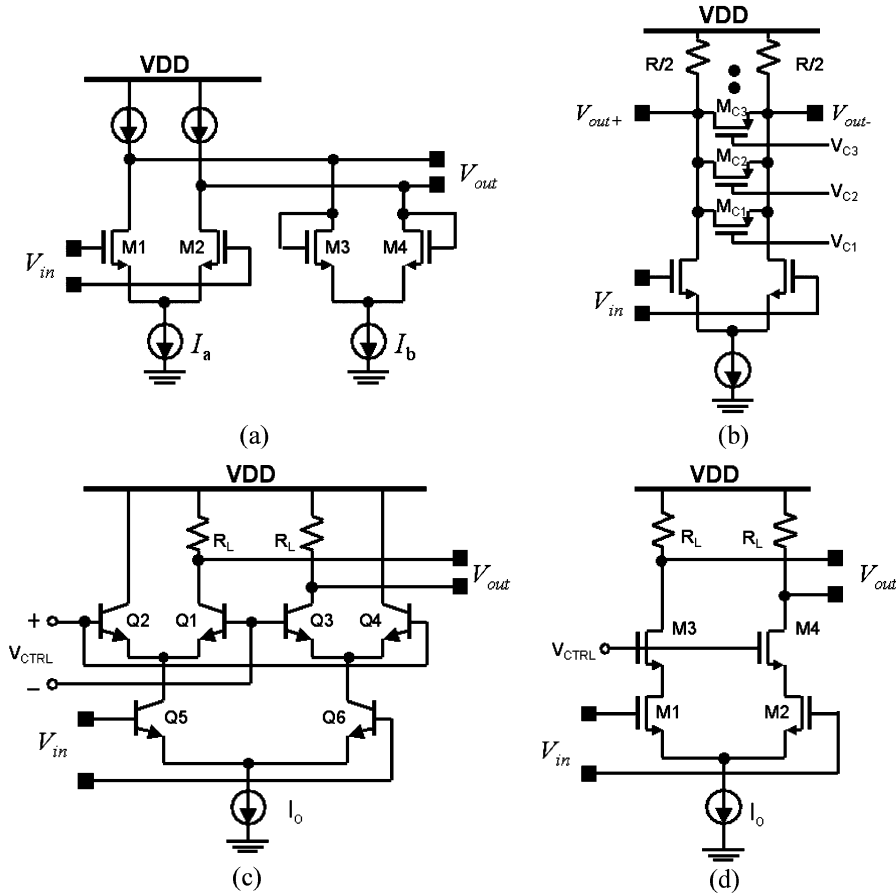 VDD
M1
M2
M3
M4
Vin
Vout
Ia
Ib
(a)
VDD
R/2
R/2
Vout+
Vout-
MC3
VC3
MC2
VC2
MC1
VC1
Vin
(b)
VDD
RL
RL
Vout
+
Q2
Q1
Q3
Q4
VCTRL
−
Q5
Q6
Vin
Io
(c)
VDD
RL
RL
Vout
M3
M4
VCTRL
M1
M2
Vin
Io
(d)